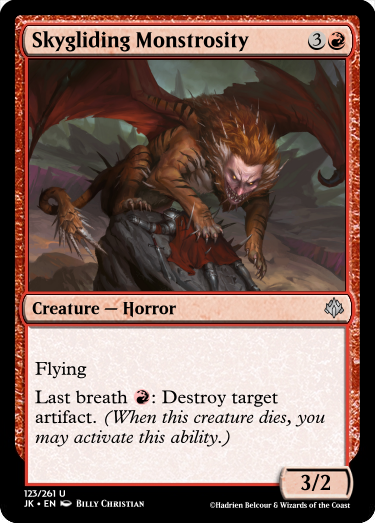 Skygliding Monstrosity 3
Creature — Horror
Flying
Last breath : Destroy target
artifact. (When this creature dies, you
may activate this ability.)
3/2
123/261 U
JK • EN Billy Christian
©Hadrien Belcour & Wizards of the Coast